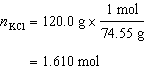 n_KCl = 120.0 g × 1 mol / 74.55 g
= 1.610 mol